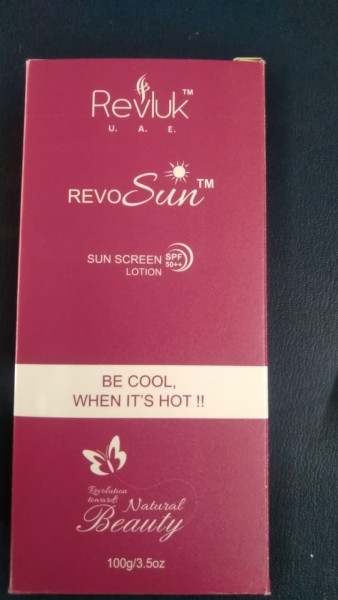 Revluk™
U. A. E.
REVOSun™
SUN SCREEN SPF
LOTION 50++
BE COOL,
WHEN IT'S HOT !!
Revolution
towards Natural
Beauty
100g/3.5oz